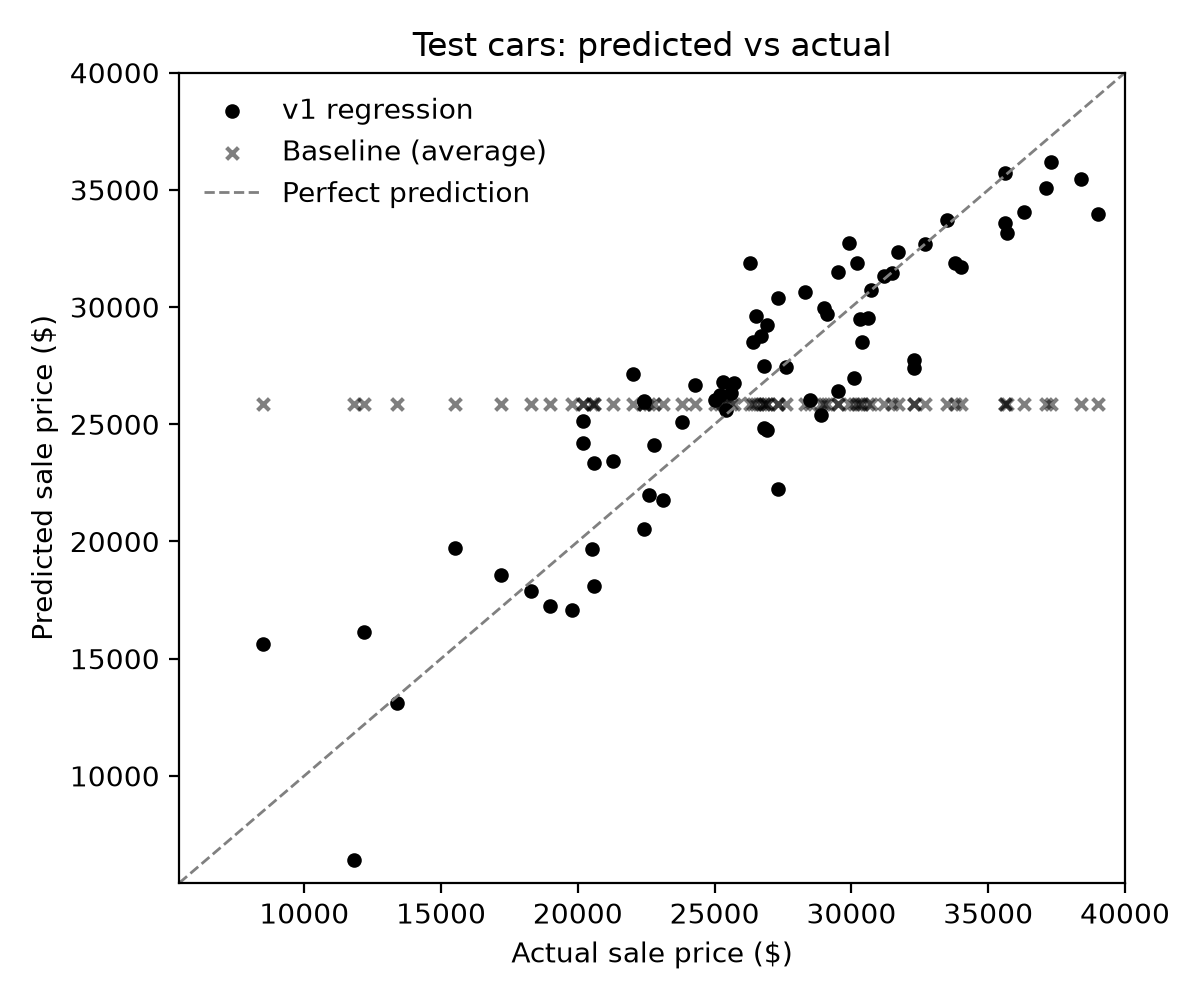 Test cars: predicted vs actual
v1 regression
Baseline (average)
Perfect prediction
Predicted sale price ($)
40000
35000
30000
25000
20000
15000
10000
10000 15000 20000 25000 30000 35000 40000
Actual sale price ($)